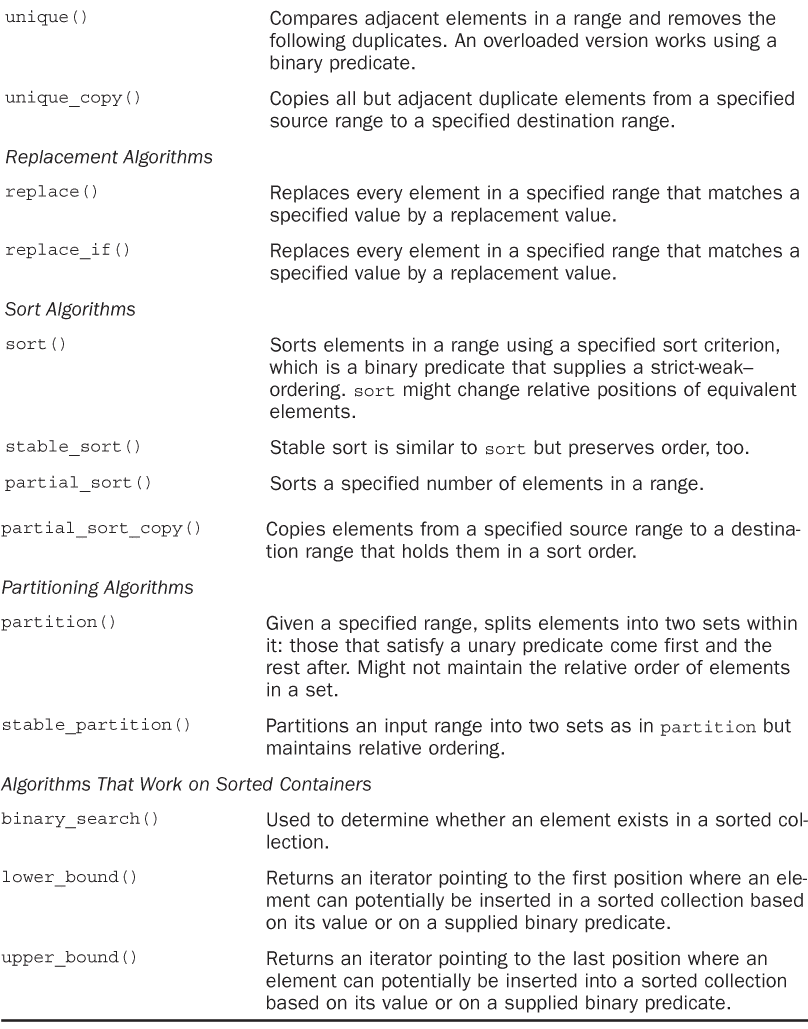 unique() Compares adjacent elements in a range and removes the
following duplicates. An overloaded version works using a
binary predicate.
unique_copy() Copies all but adjacent duplicate elements from a specified
source range to a specified destination range.
Replacement Algorithms
replace() Replaces every element in a specified range that matches a
specified value by a replacement value.
replace_if() Replaces every element in a specified range that matches a
specified value by a replacement value.
Sort Algorithms
sort() Sorts elements in a range using a specified sort criterion,
which is a binary predicate that supplies a strict-weak–
ordering. sort might change relative positions of equivalent
elements.
stable_sort() Stable sort is similar to sort but preserves order, too.
partial_sort() Sorts a specified number of elements in a range.
partial_sort_copy() Copies elements from a specified source range to a destina-
tion range that holds them in a sort order.
Partitioning Algorithms
partition() Given a specified range, splits elements into two sets within
it: those that satisfy a unary predicate come first and the
rest after. Might not maintain the relative order of elements
in a set.
stable_partition() Partitions an input range into two sets as in partition but
maintains relative ordering.
Algorithms That Work on Sorted Containers
binary_search() Used to determine whether an element exists in a sorted col-
lection.
lower_bound() Returns an iterator pointing to the first position where an ele-
ment can potentially be inserted in a sorted collection based
on its value or on a supplied binary predicate.
upper_bound() Returns an iterator pointing to the last position where an
element can potentially be inserted into a sorted collection
based on its value or on a supplied binary predicate.